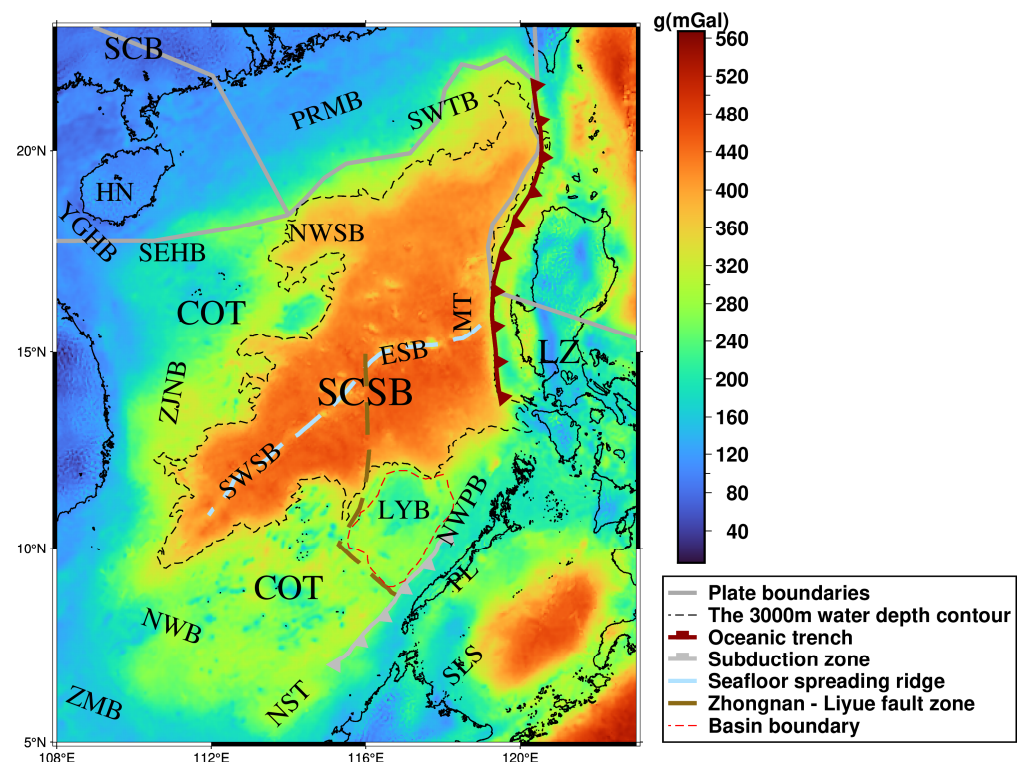 g(mGal)
560
520
480
440
400
360
320
280
240
200
160
120
80
40
20°N
15°N
10°N
5°N
108°E
112°E
116°E
120°E
SCB
PRMB
SWTB
HN
YGHB
SEHB
NWSB
COT
MT
ESB
LZ
SCSB
ZJNB
SWSB
LYB
NWPB
COT
PL
NWB
SLS
NST
ZMB
Plate boundaries
The 3000m water depth contour
Oceanic trench
Subduction zone
Seafloor spreading ridge
Zhongnan - Liyue fault zone
Basin boundary